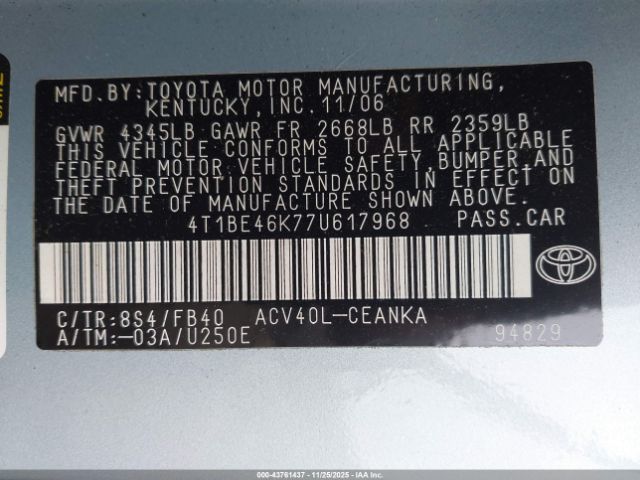 MFD.BY:TOYOTA MOTOR MANUFACTURING,
KENTUCKY,INC.11/06
GVWR 4345LB GAWR FR 2668LB RR 2359LB
THIS VEHICLE CONFORMS TO ALL APPLICABLE
FEDERAL MOTOR VEHICLE SAFETY,BUMPER,AND
THEFT PREVENTION STANDARDS IN EFFECT ON
THE DATE OF MANUFACTURE SHOWN ABOVE.
4T1BE46K77U617968 PASS.CAR
C/TR:8S4/FB40 ACV40L-CEANKA
A/TM:-03A/U250E 94829
TOYOTA
000-43761437 - 11/25/2025 - IAAI.CA